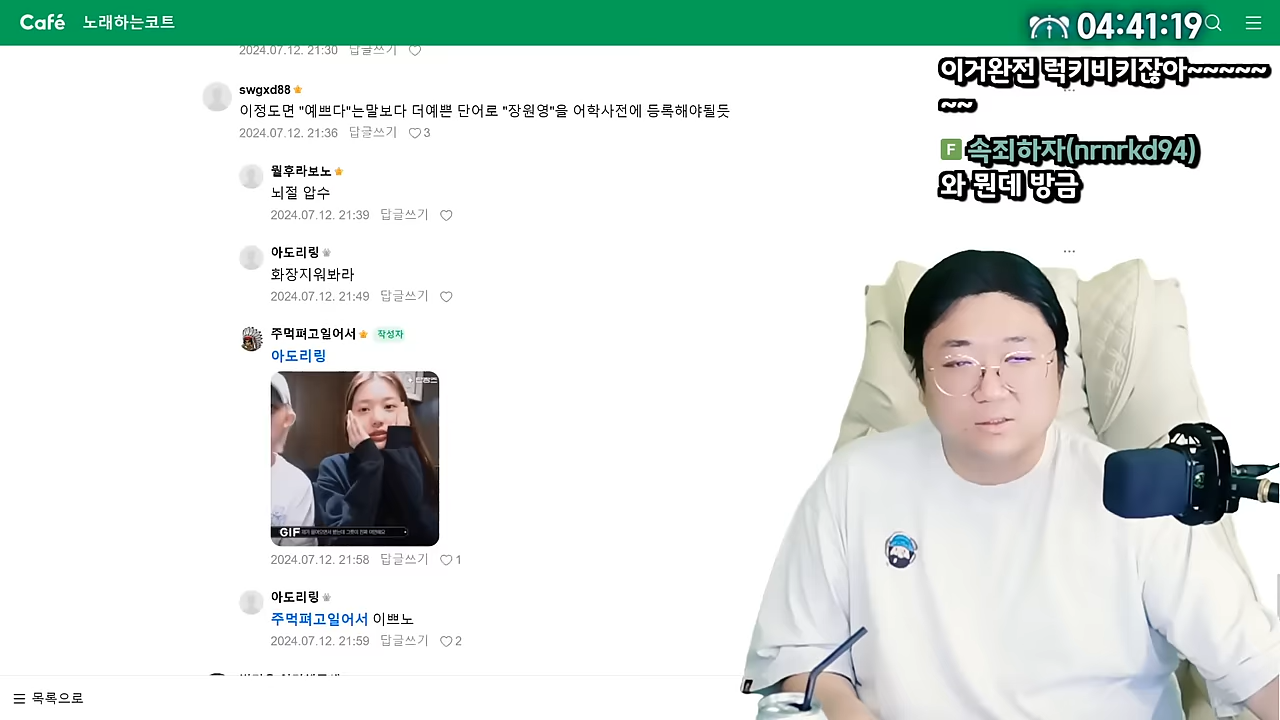 Café 노래하는코트
04:41:19
2024.07.12. 21:30 답글쓰기
이거완전 럭키비키잖아~~~~~
~~
F 속죄하자(nrnrkd94)
와 뭔데 방금
swgxd88
이정도면 "예쁘다"는말보다 더예쁜 단어로 "장원영"을 어학사전에 등록해야될듯
2024.07.12. 21:36 답글쓰기 3
뭘후라보노
뇌절 압수
2024.07.12. 21:39 답글쓰기
아도리링
화장지워봐라
2024.07.12. 21:49 답글쓰기
주먹펴고일어서 작성자
아도리링
GIF
2024.07.12. 21:58 답글쓰기 1
아도리링
주먹펴고일어서 이쁘노
2024.07.12. 21:59 답글쓰기 2
목록으로